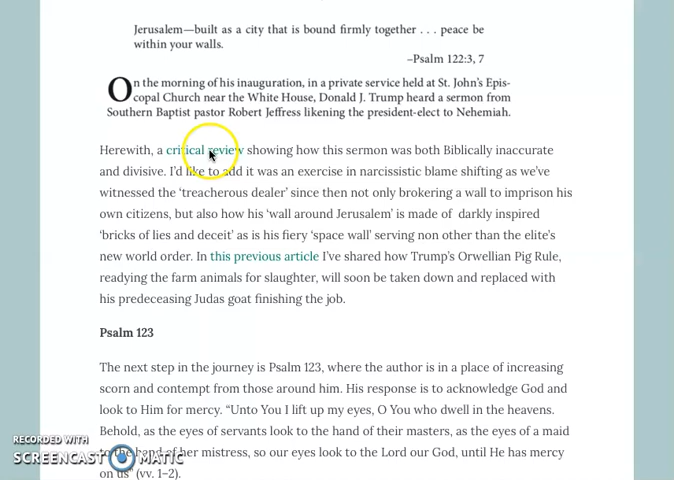 Jerusalem—built as a city that is bound firmly together . . . peace be
within your walls.
–Psalm 122:3, 7
On the morning of his inauguration, in a private service held at St. John's Epis-
copal Church near the White House, Donald J. Trump heard a sermon from
Southern Baptist pastor Robert Jeffress likening the president-elect to Nehemiah.
Herewith, a critical review showing how this sermon was both Biblically inaccurate
and divisive. I'd like to add it was an exercise in narcissistic blame shifting as we've
witnessed the 'treacherous dealer' since then not only brokering a wall to imprison his
own citizens, but also how his 'wall around Jerusalem' is made of darkly inspired
'bricks of lies and deceit' as is his fiery 'space wall' serving non other than the elite's
new world order. In this previous article I've shared how Trump's Orwellian Pig Rule,
readying the farm animals for slaughter, will soon be taken down and replaced with
his predeceasing Judas goat finishing the job.
Psalm 123
The next step in the journey is Psalm 123, where the author is in a place of increasing
scorn and contempt from those around him. His response is to acknowledge God and
look to Him for mercy. "Unto You I lift up my eyes, O You who dwell in the heavens.
Behold, as the eyes of servants look to the hand of their masters, as the eyes of a maid
to the hand of her mistress, so our eyes look to the Lord our God, until He has mercy
on us" (vv. 1–2).
RECORDED WITH
SCREENCAST MATIC